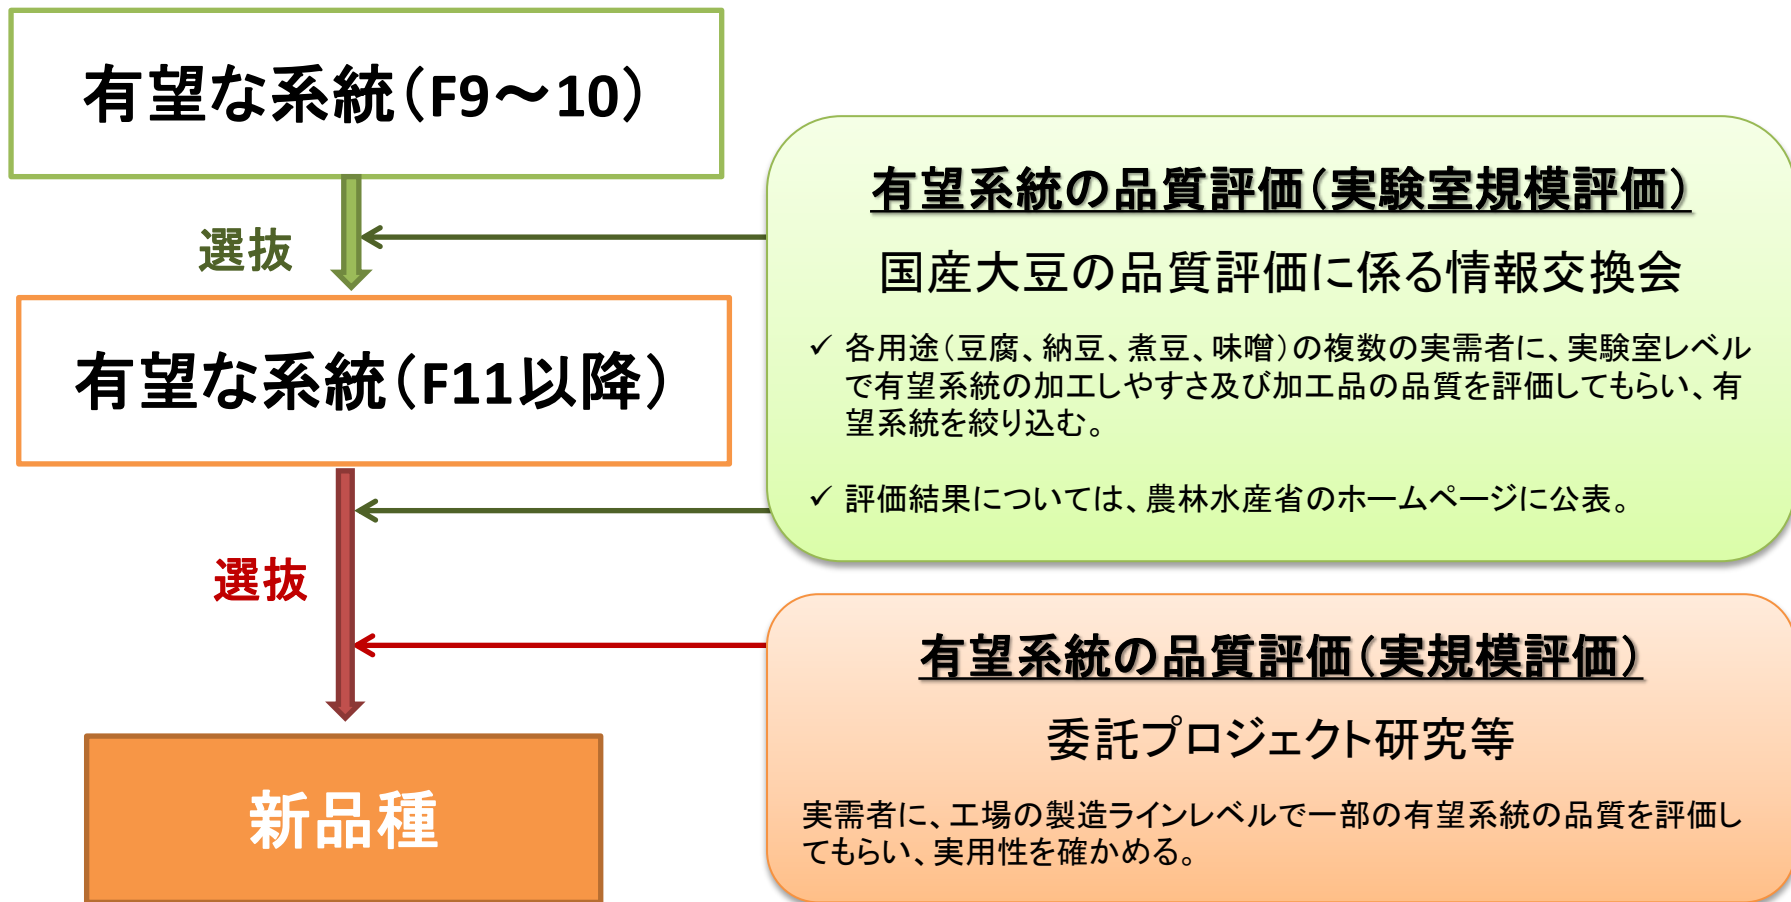 有望な系統（F9～10）
選抜
有望な系統（F11以降）
選抜
新品種
有望系統の品質評価（実験室規模評価）
国産大豆の品質評価に係る情報交換会
✓ 各用途（豆腐、納豆、煮豆、味噌）の複数の実需者に、実験室レベル
で有望系統の加工しやすさ及び加工品の品質を評価してもらい、有
望系統を絞り込む。
✓ 評価結果については、農林水産省のホームページに公表。
有望系統の品質評価（実規模評価）
委託プロジェクト研究等
実需者に、工場の製造ラインレベルで一部の有望系統の品質を評価し
てもらい、実用性を確かめる。